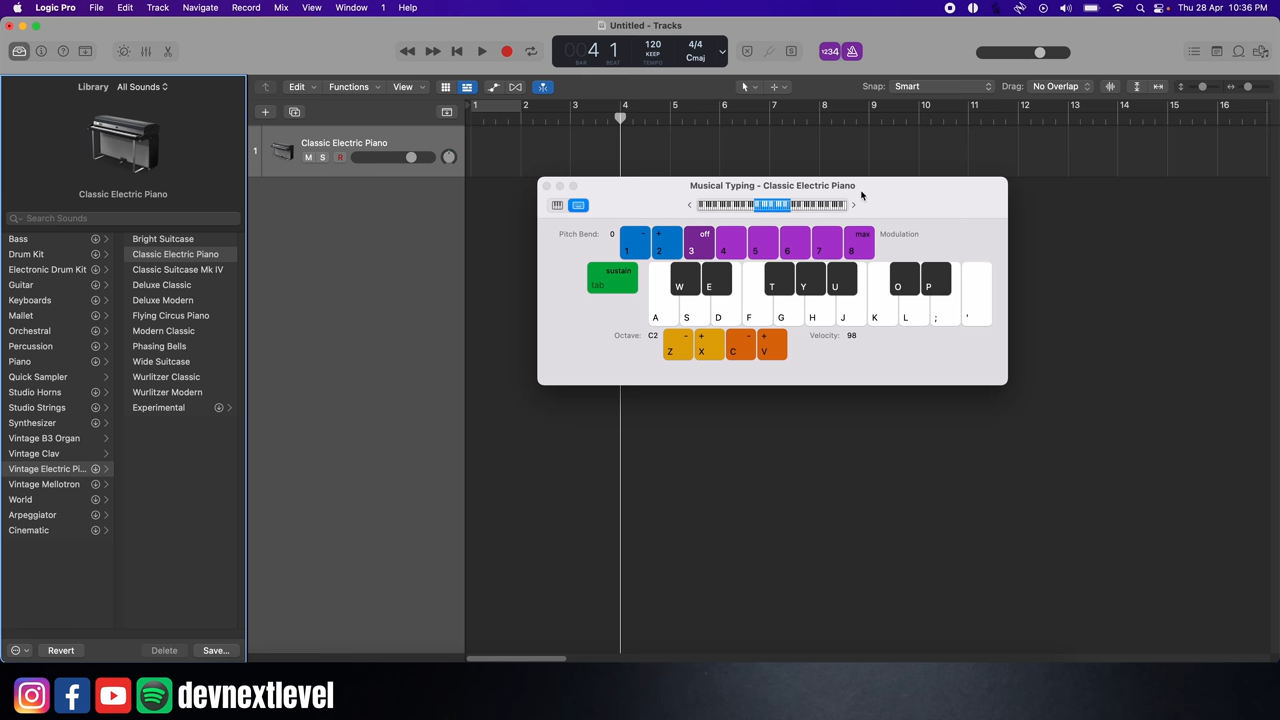 Logic Pro File Edit Track Navigate Record Mix View Window 1 Help Thu 28 Apr 10:36 PM
Untitled - Tracks
004 1 120 4/4
BAR BEAT KEEP TEMPO Cmaj
1234
Library All Sounds
Edit Functions View Snap: Smart Drag: No Overlap
1 2 3 4 5 6 7 8 9 10 11 12 13 14 15 16
1 Classic Electric Piano
M S R
Classic Electric Piano
Search Sounds
Bass
Drum Kit
Electronic Drum Kit
Guitar
Keyboards
Mallet
Orchestral
Percussion
Piano
Quick Sampler
Studio Horns
Studio Strings
Synthesizer
Vintage B3 Organ
Vintage Clav
Vintage Electric Pi...
Vintage Mellotron
World
Arpeggiator
Cinematic
Bright Suitcase
Classic Electric Piano
Classic Suitcase Mk IV
Deluxe Classic
Deluxe Modern
Flying Circus Piano
Modern Classic
Phasing Bells
Wide Suitcase
Wurlitzer Classic
Wurlitzer Modern
Experimental
Musical Typing - Classic Electric Piano
Pitch Bend: 0 - + off max Modulation
1 2 3 4 5 6 7 8
sustain
tab
W E T Y U O P
A S D F G H J K L ; '
Octave: C2 - + - + Velocity: 98
Z X C V
Revert Delete Save...
devnextlevel